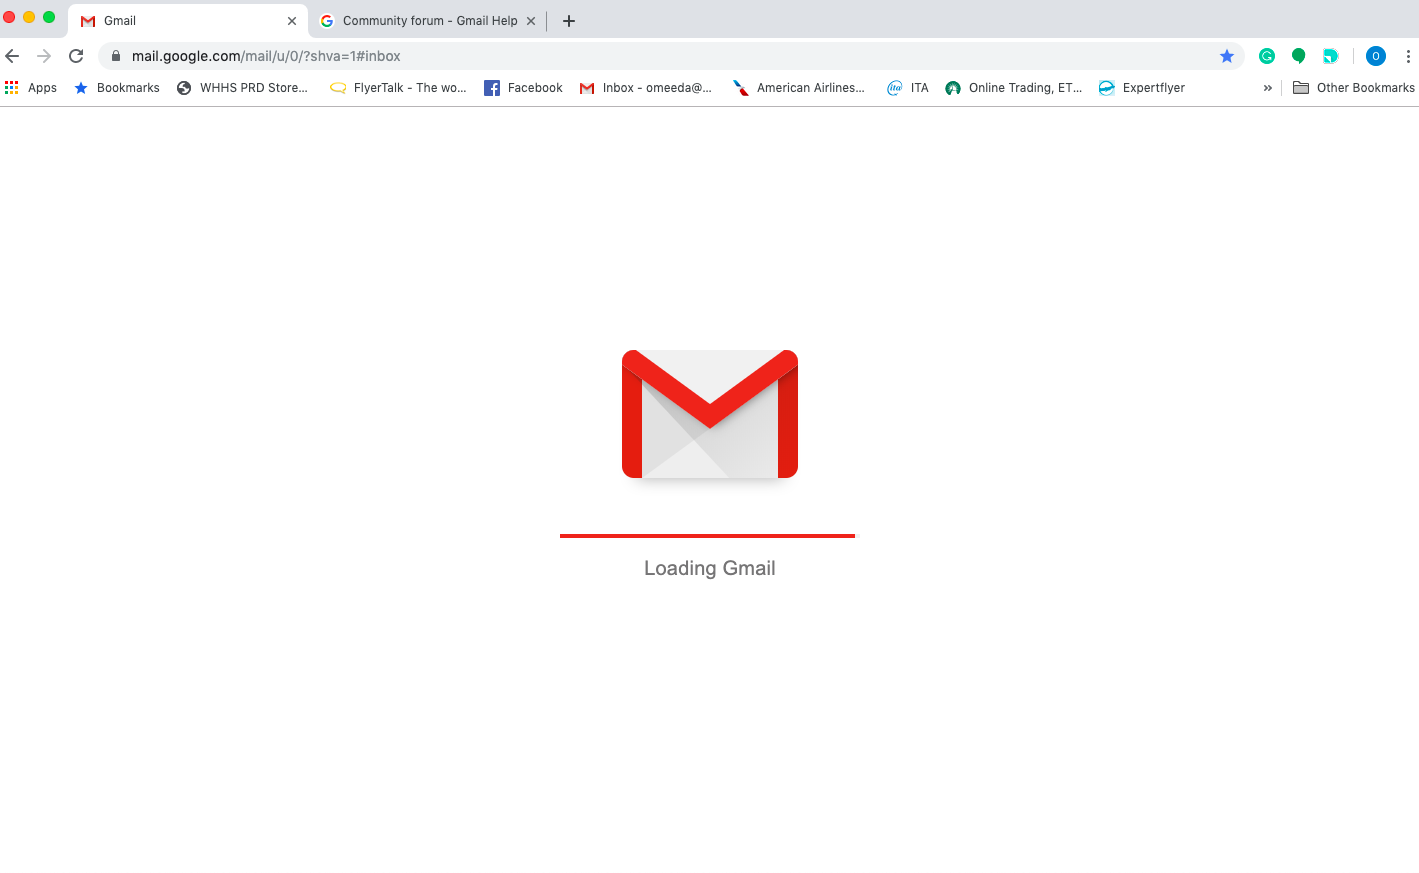 Gmail
Community forum - Gmail Help
mail.google.com/mail/u/0/?shva=1#inbox
O
Apps
Bookmarks
WHHS PRD Store...
FlyerTalk - The wo...
Facebook
Inbox - omeeda@...
American Airlines...
ita
ITA
Online Trading, ET...
Expertflyer
»
Other Bookmarks
Loading Gmail